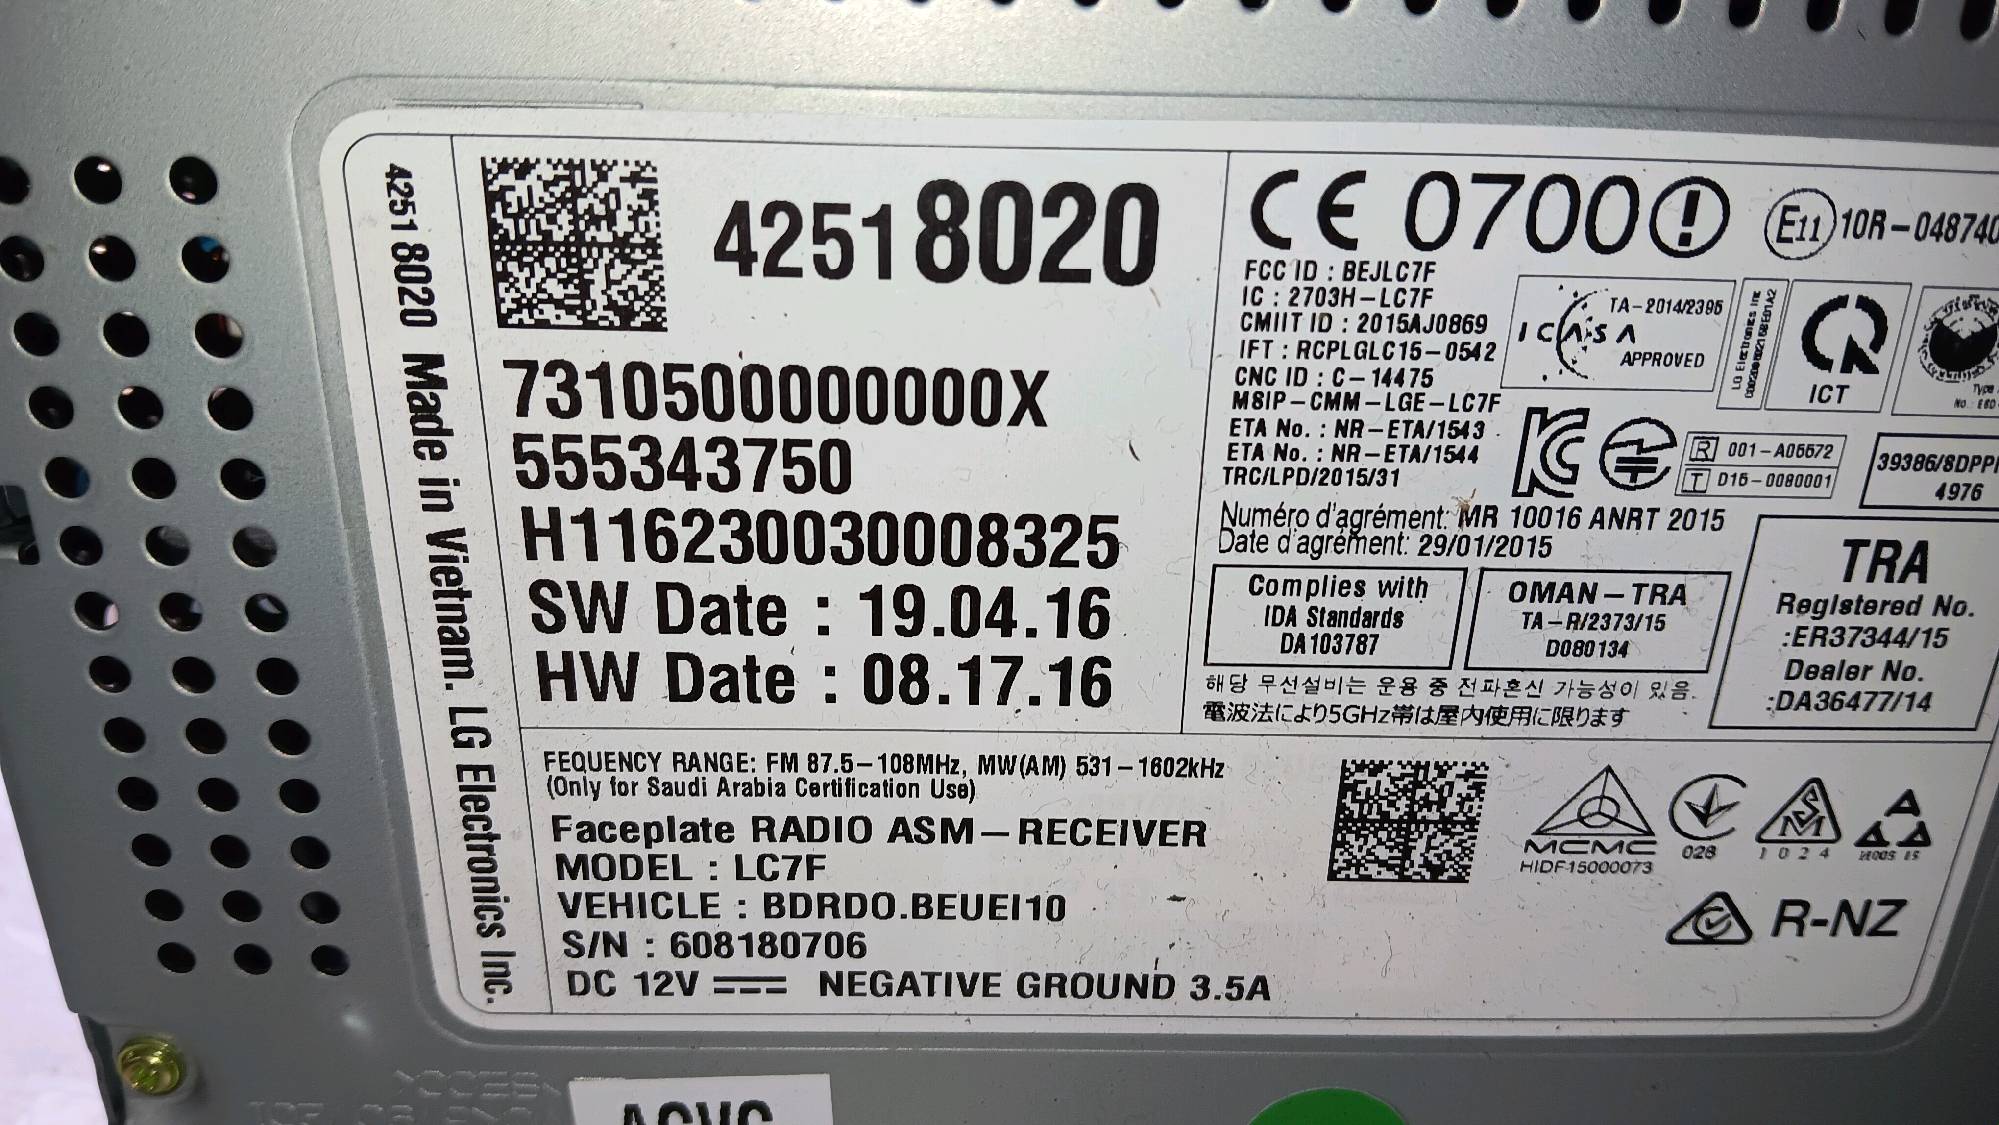 42518020 Made in Vietnam. LG Electronics Inc.
42518020
7310500000000X
555343750
H116230030008325
SW Date : 19.04.16
HW Date : 08.17.16
CE 0700
E11 10R-048740
FCC ID : BEJLC7F
IC : 2703H-LC7F
CMIIT ID : 2015AJ0869
IFT : RCPLGLC15-0542
CNC ID : C-14475
MSIP-CMM-LGE-LC7F
ETA No. : NR-ETA/1543
ETA No. : NR-ETA/1544
TRC/LPD/2015/31
TA-2014/2395
ICASA
APPROVED
LG Electronics Inc
ICT
R 001-A05572
T D15-0080001
39386/SDPPI
4976
Numéro d'agrément: MR 10016 ANRT 2015
Date d'agrément: 29/01/2015
Complies with
IDA Standards
DA103787
OMAN-TRA
TA-R/2373/15
D080134
TRA
Registered No.
:ER37344/15
Dealer No.
:DA36477/14
해당 무선설비는 운용 중 전파혼신 가능성이 있음.
電波法により5GHz帯は屋内使用に限ります
FEQUENCY RANGE: FM 87.5-108MHz, MW(AM) 531-1602kHz
(Only for Saudi Arabia Certification Use)
Faceplate RADIO ASM-RECEIVER
MODEL : LC7F
VEHICLE : BDRDO.BEUEI10
S/N : 608180706
DC 12V NEGATIVE GROUND 3.5A
MCMC
HIDF15000073
028
1024
R-NZ